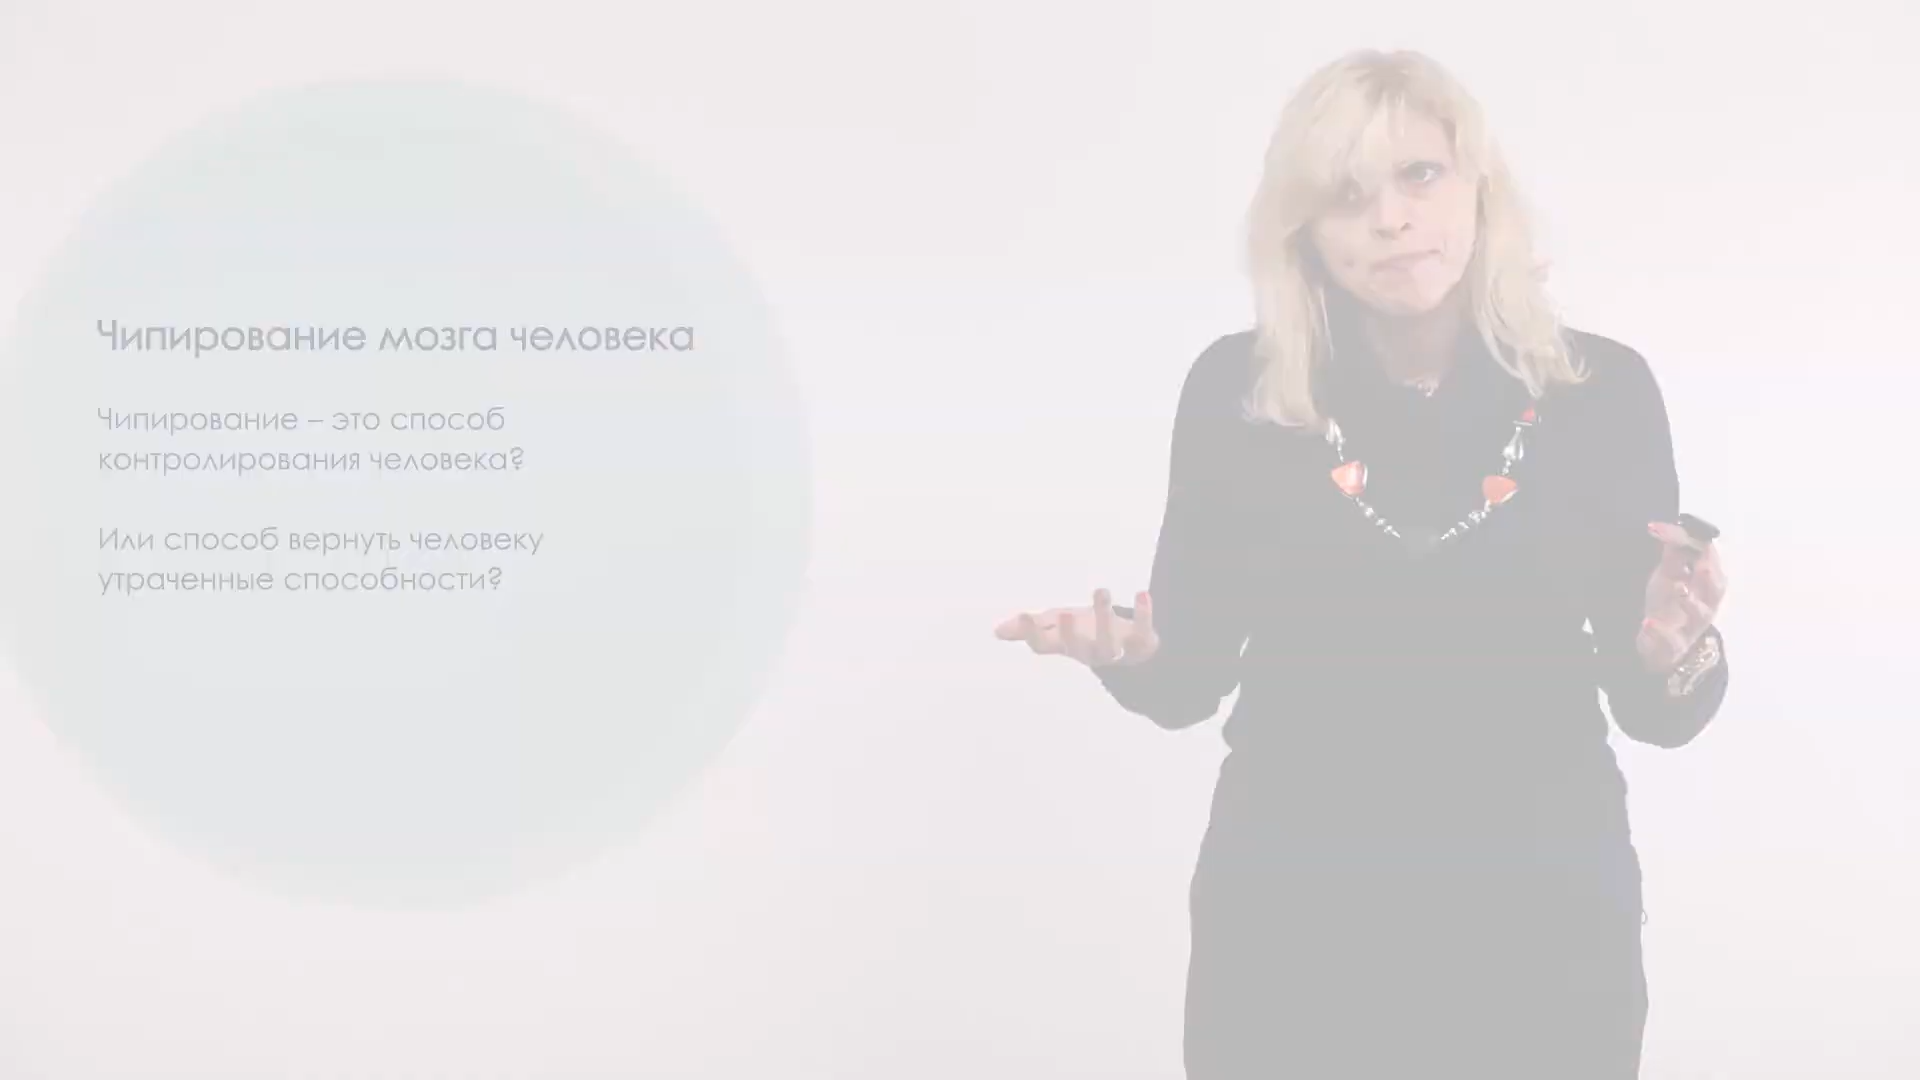 Чипирование мозга человека
Чипирование – это способ
контролирования человека?
Или способ вернуть человеку
утраченные способности?